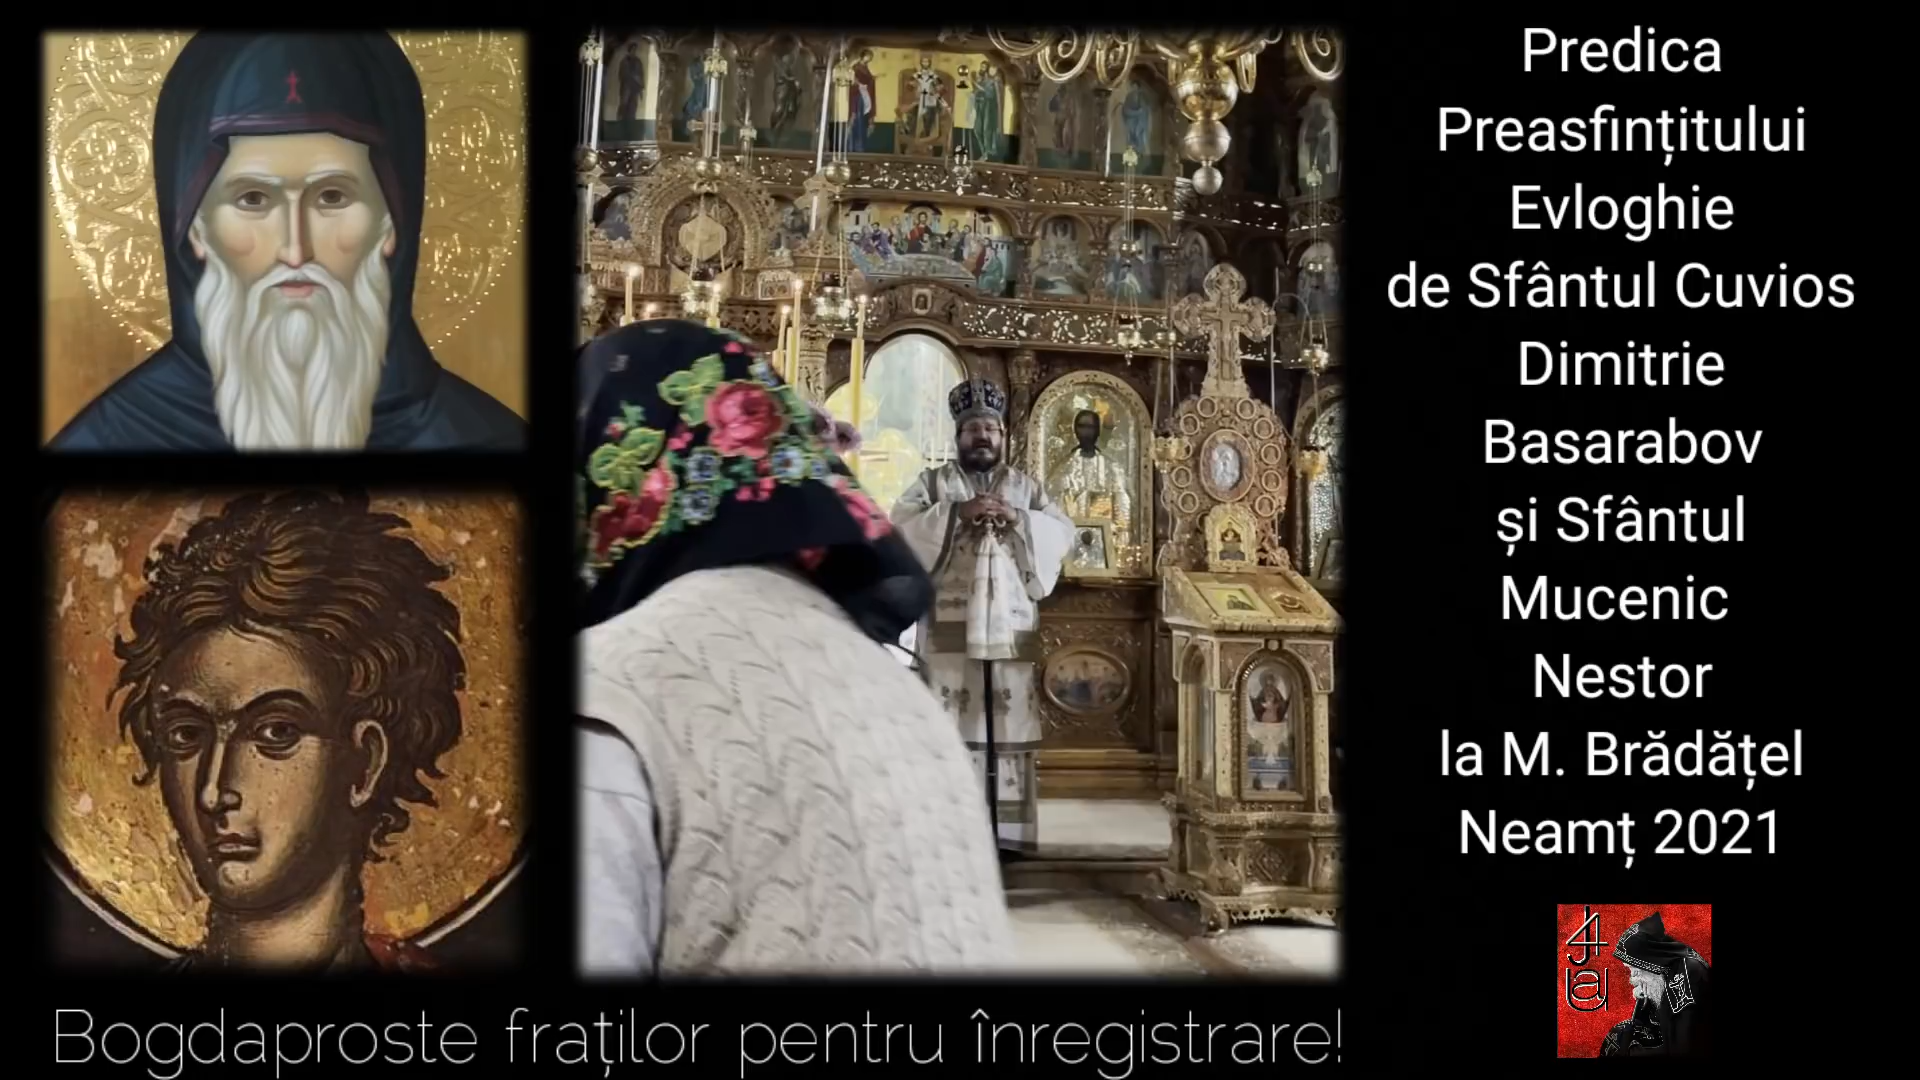 Predica
Preasfințitului
Evloghie
de Sfântul Cuvios
Dimitrie
Basarabov
și Sfântul
Mucenic
Nestor
la M. Brădățel
Neamț 2021
Bogdaproste fraților pentru înregistrare!